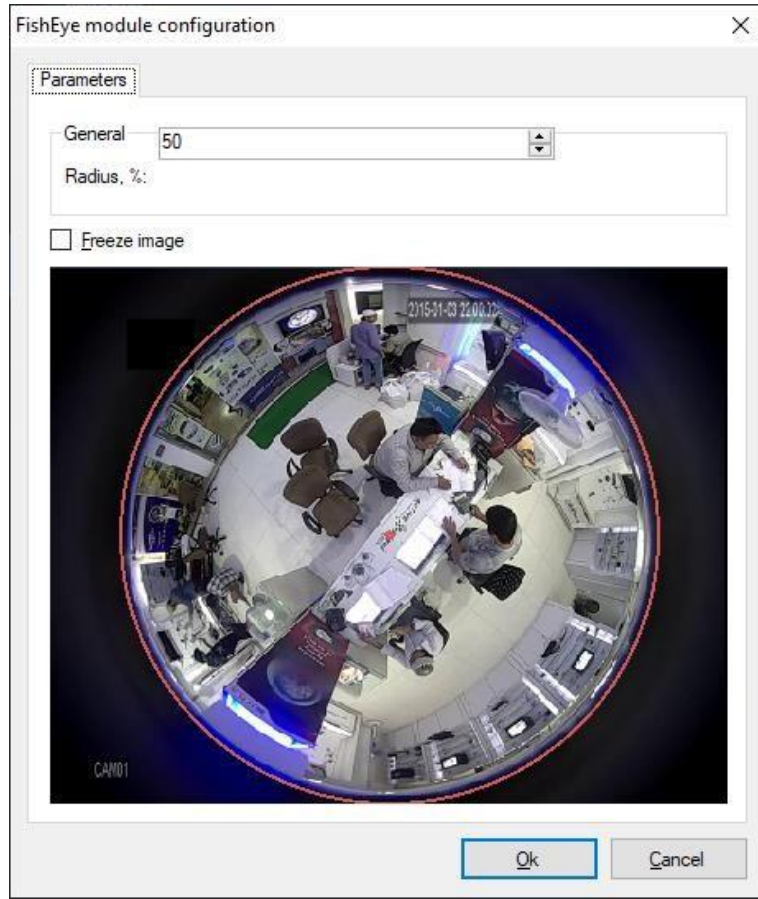 FishEye module configuration
Parameters
General
50
Radius, %:
Freeze image
CAM01
Ok
Cancel